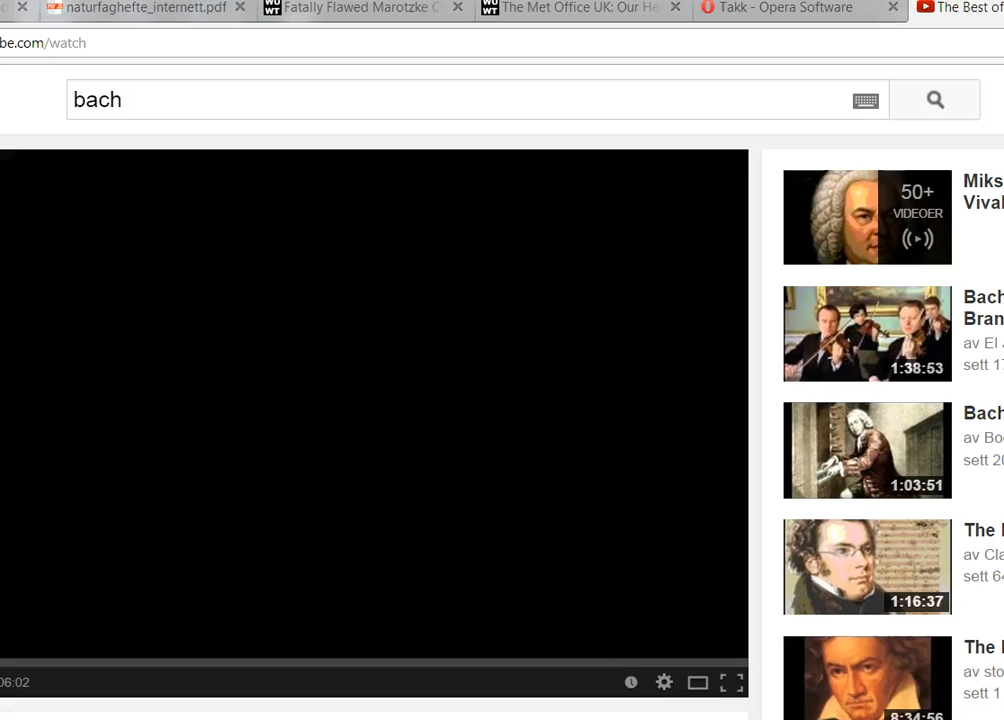 naturfaghefte_internett.pdf
Fatally Flawed Marotzke
The Met Office UK: Our He
Takk - Opera Software
The Best of
be.com/watch
bach
50+
VIDEOER
Miks
Vival
Bach
Bran
av El J
sett 17
1:38:53
Bach
av Bo
sett 20
1:03:51
The
av Cla
sett 64
1:16:37
The
av sto
sett 1
8:34:56
06:02